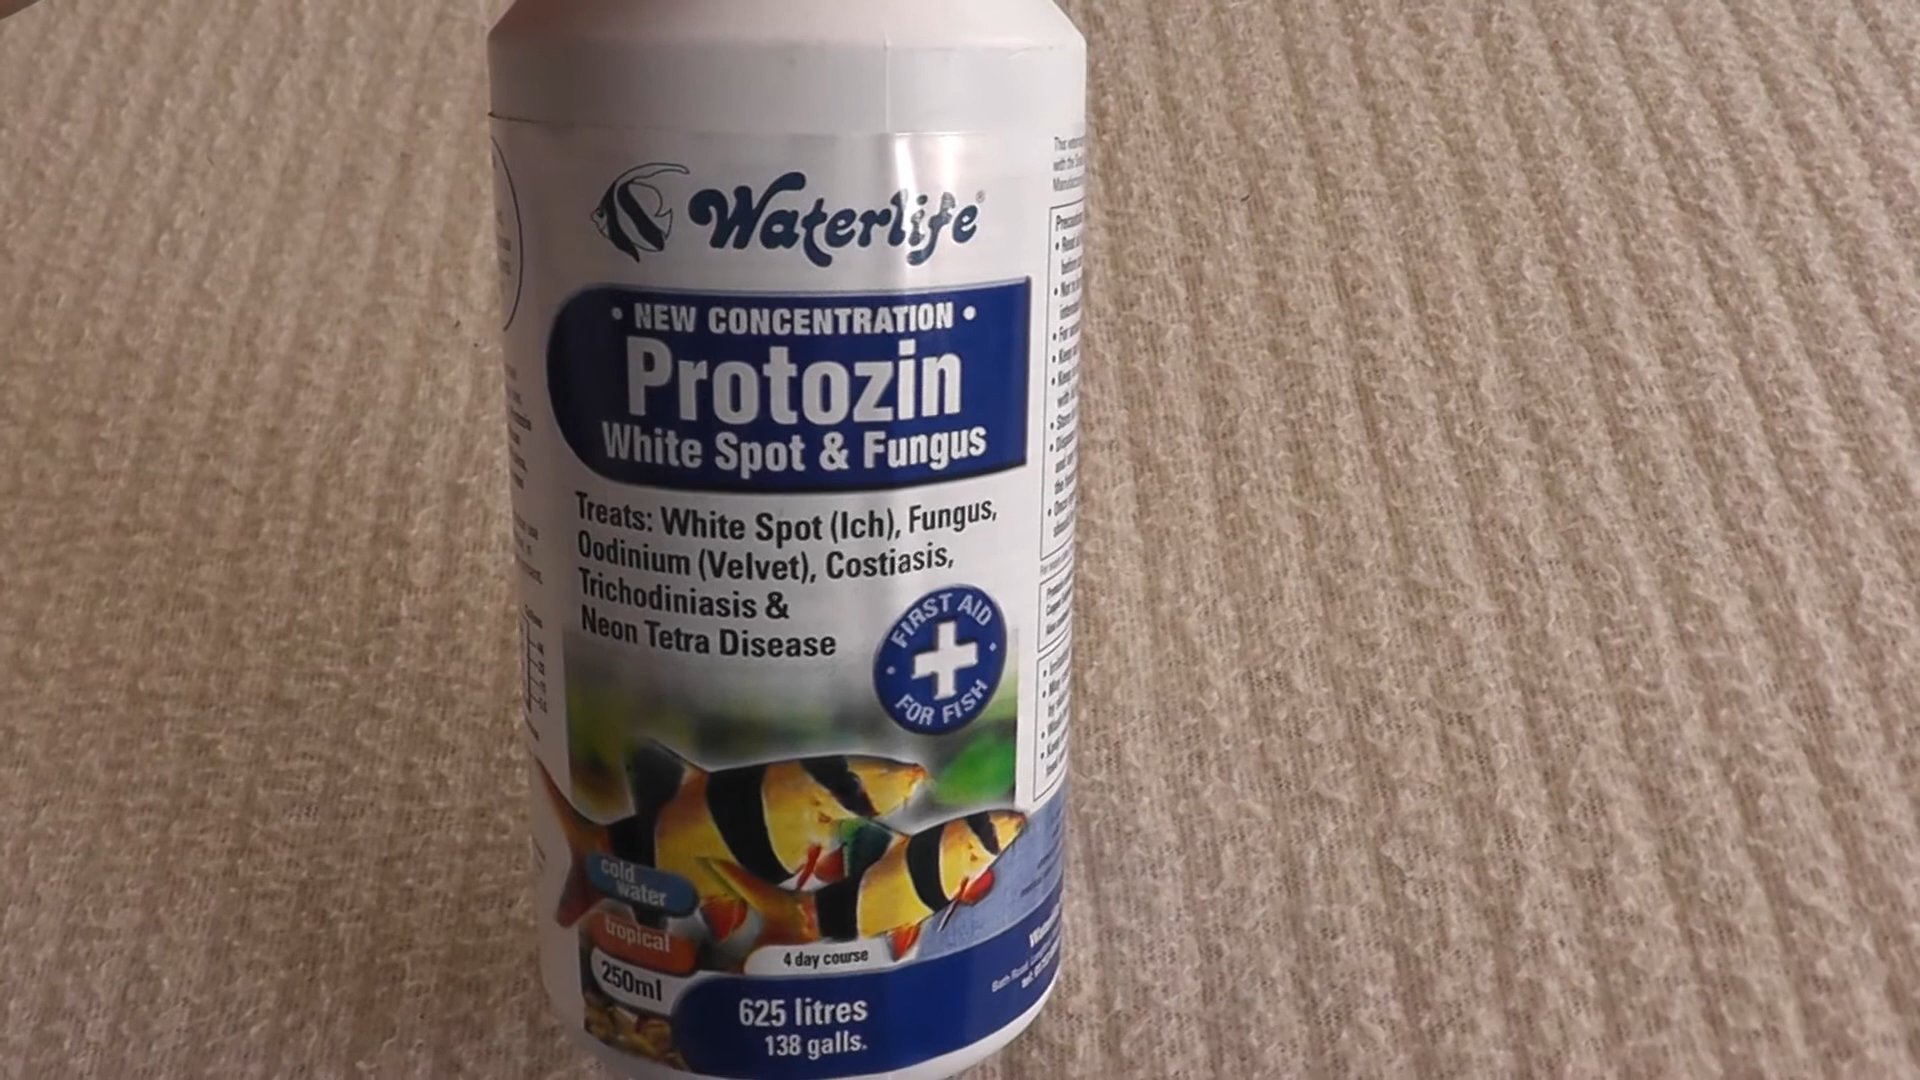 Waterlife®
• NEW CONCENTRATION •
Protozin
White Spot & Fungus
Treats: White Spot (Ich), Fungus,
Oodinium (Velvet), Costiasis,
Trichodiniasis &
Neon Tetra Disease
FIRST AID
FOR FISH
cold
water
tropical
4 day course
250ml
625 litres
138 galls.